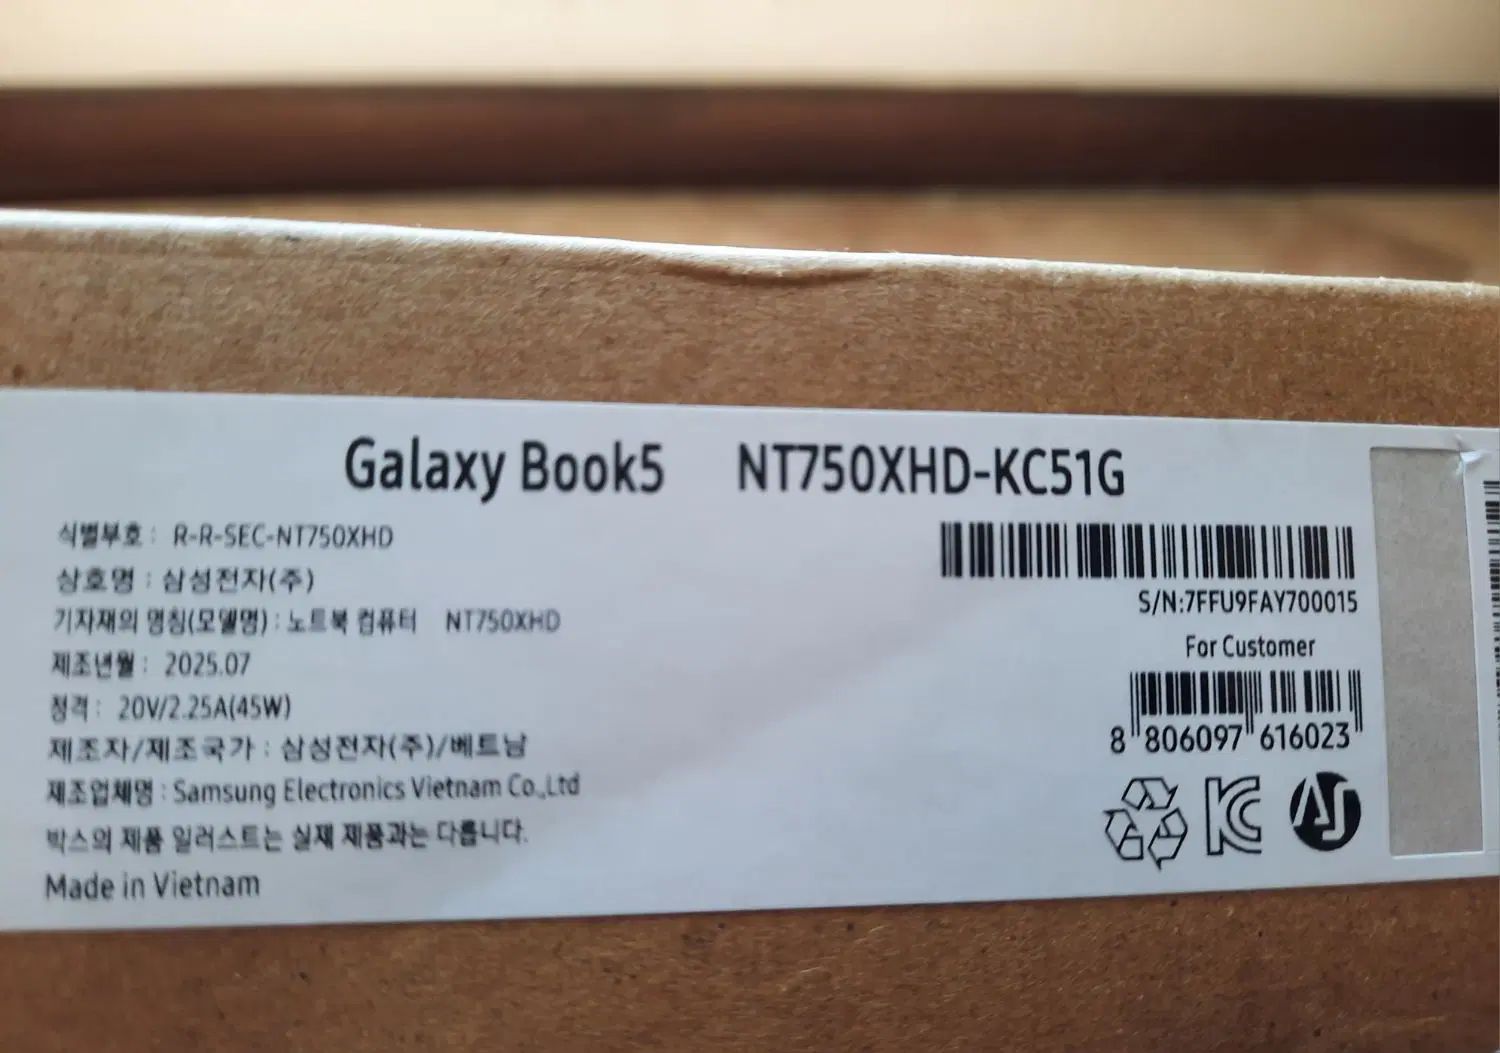 Galaxy Book5 NT750XHD-KC51G
식별부호 : R-R-SEC-NT750XHD
상호명 : 삼성전자(주)
기자재의 명칭(모델명) : 노트북 컴퓨터 NT750XHD
제조년월 : 2025.07
정격 : 20V/2.25A(45W)
제조자/제조국가 : 삼성전자(주)/베트남
제조업체명 : Samsung Electronics Vietnam Co.,Ltd
박스의 제품 일러스트는 실제 제품과는 다릅니다.
Made in Vietnam
S/N:7FFU9FAY700015
For Customer
8 806097 616023